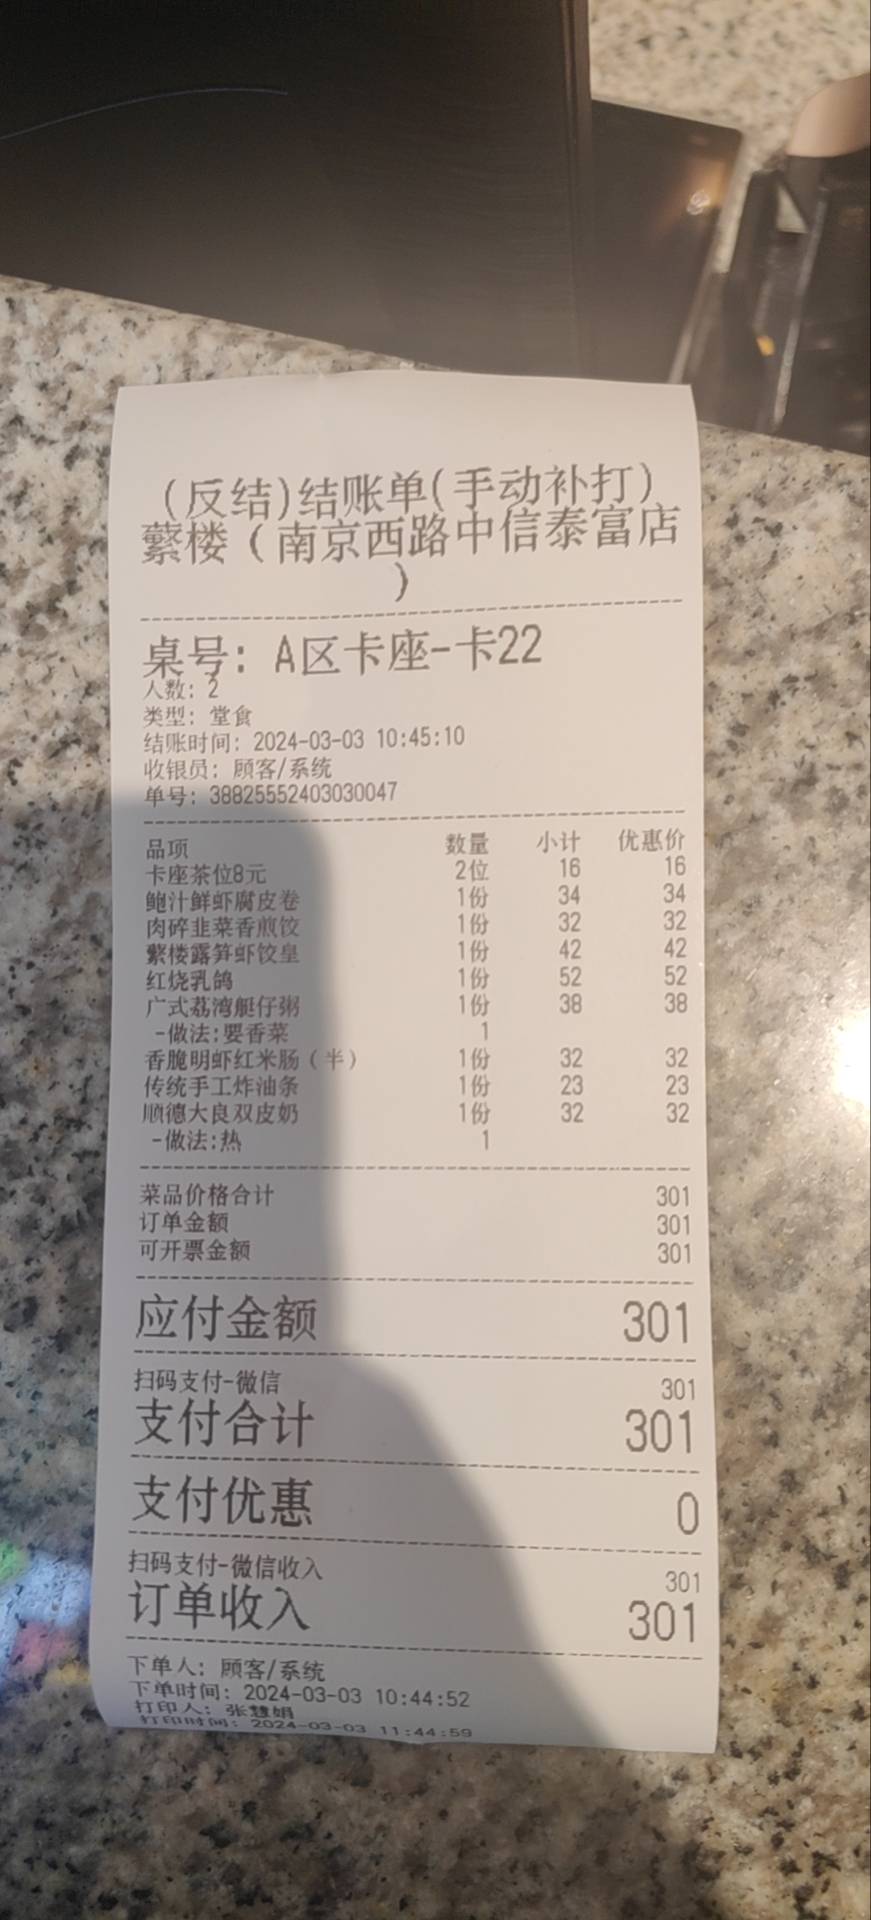 (反结)结账单(手动补打)
蘩楼(南京西路中信泰富店
)
桌号: A区卡座-卡22
人数: 2
类型: 堂食
结账时间: 2024-03-03 10:45:10
收银员: 顾客/系统
单号: 38825552403030047
品项 数量 小计 优惠价
卡座茶位8元 2位 16 16
鲍汁鲜虾腐皮卷 1份 34 34
肉碎韭菜香煎饺 1份 32 32
蘩楼露笋虾饺皇 1份 42 42
红烧乳鸽 1份 52 52
广式荔湾艇仔粥 1份 38 38
-做法:要香菜 1
香脆明虾红米肠(半) 1份 32 32
传统手工炸油条 1份 23 23
顺德大良双皮奶 1份 32 32
-做法:热 1
菜品价格合计 301
订单金额 301
可开票金额 301
应付金额 301
扫码支付-微信 301
支付合计 301
支付优惠 0
扫码支付-微信收入 301
订单收入 301
下单人: 顾客/系统
下单时间: 2024-03-03 10:44:52
打印人: 张慧娟
打印时间: 2024-03-03 11:44:59